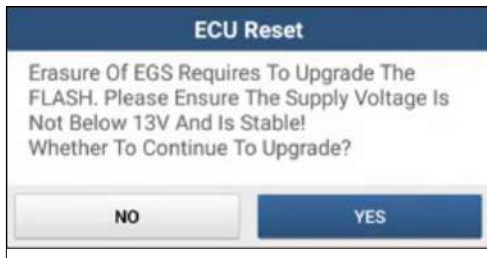 ECU Reset
Erasure Of EGS Requires To Upgrade The
FLASH. Please Ensure The Supply Voltage Is
Not Below 13V And Is Stable!
Whether To Continue To Upgrade?
NO
YES